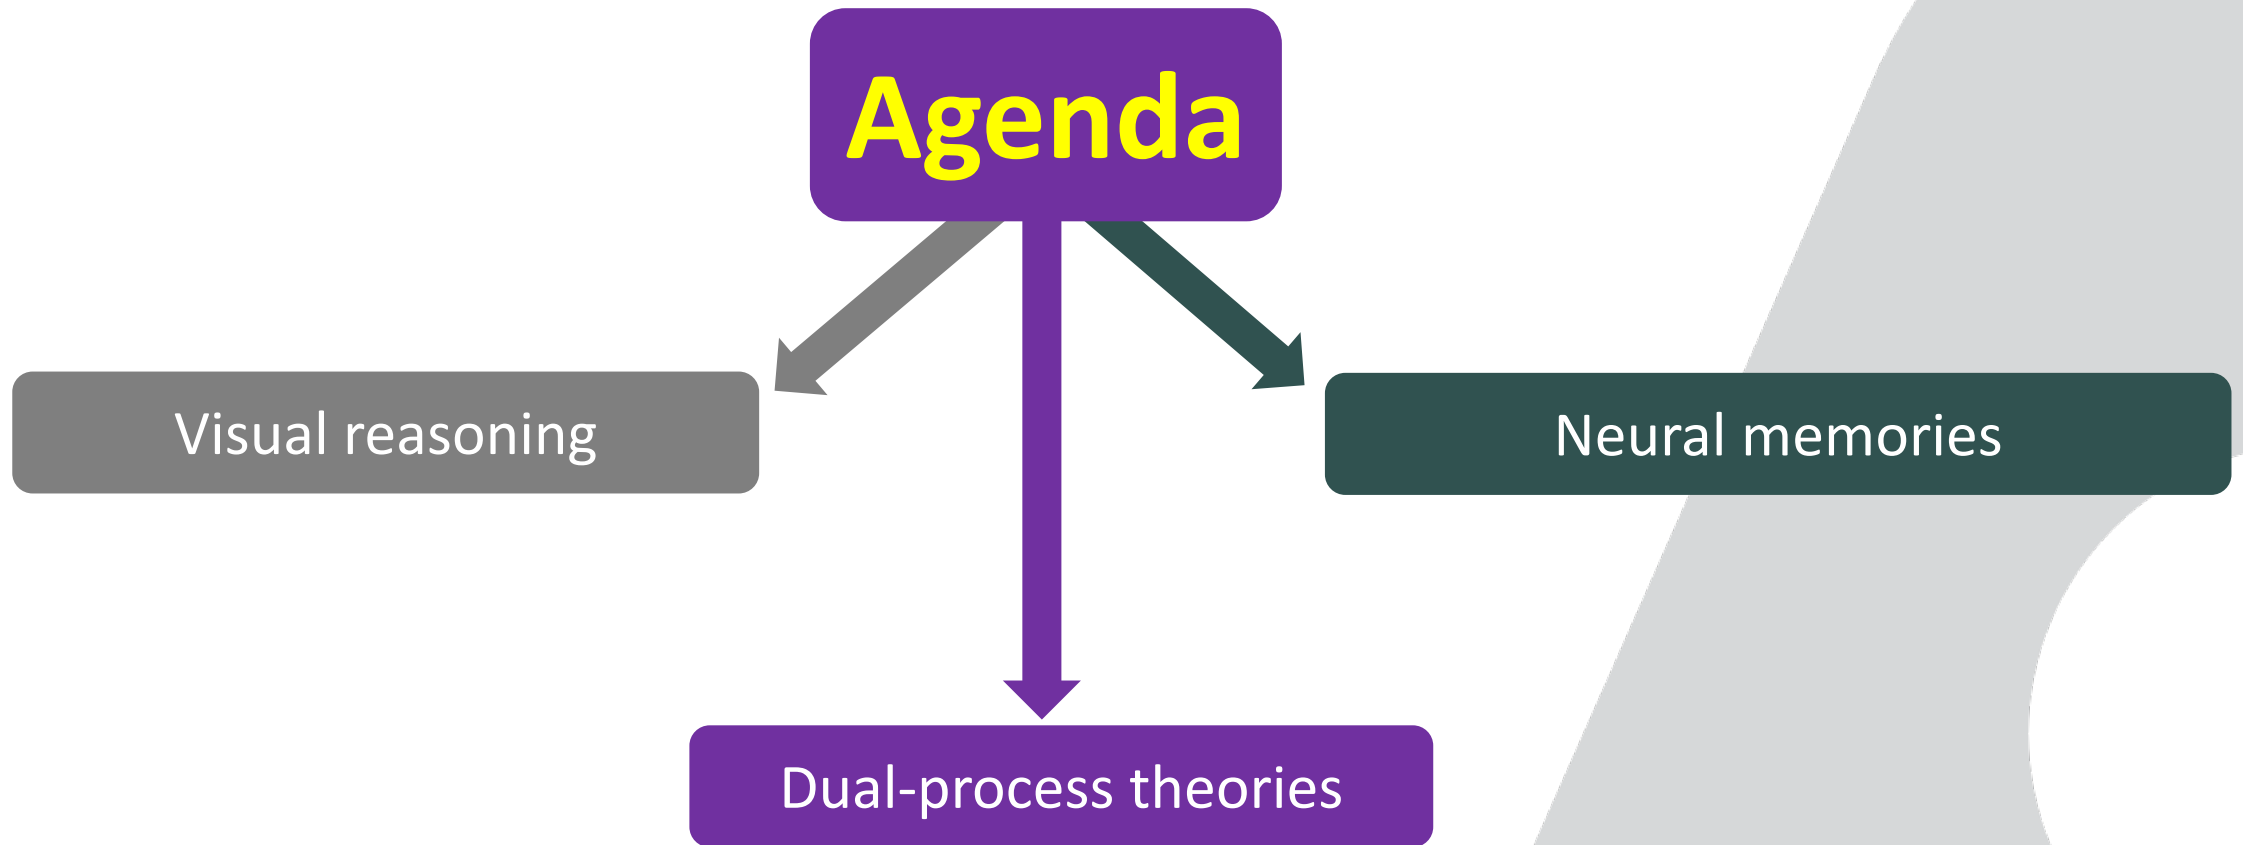 Agenda
Visual reasoning
Neural memories
Dual-process theories